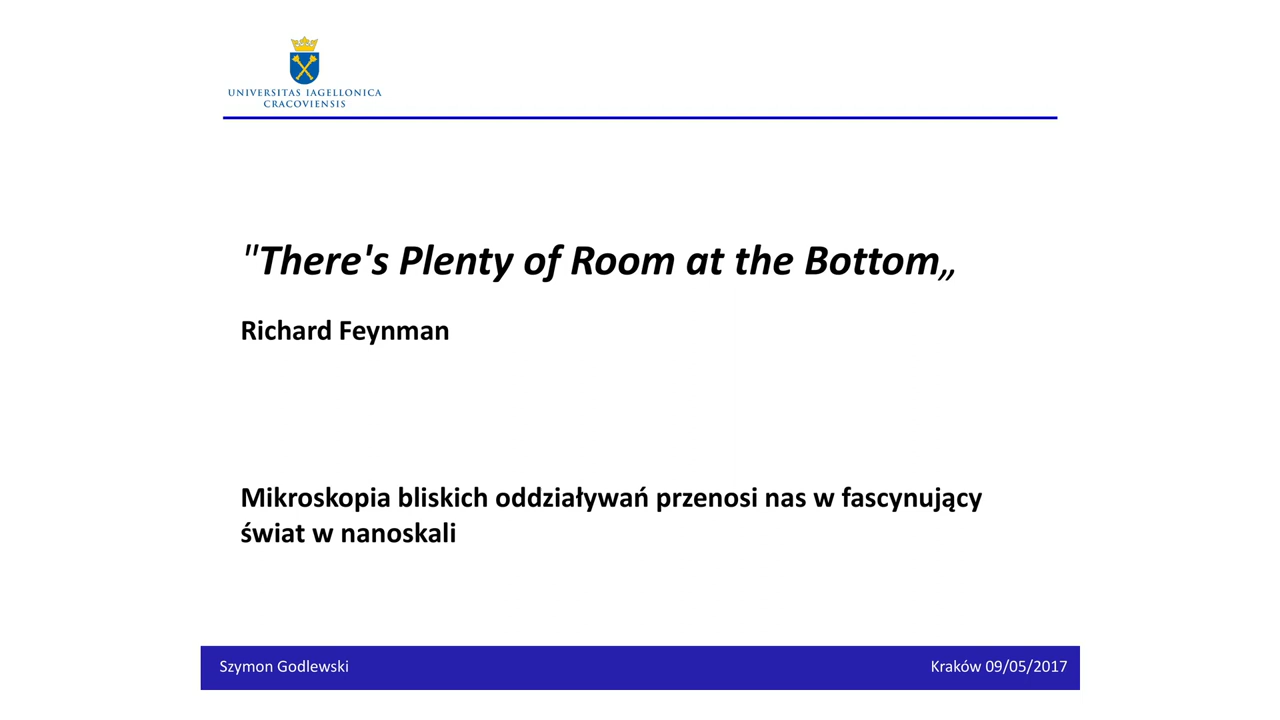 UNIVERSITAS IAGELLONICA
CRACOVIENSIS
"There's Plenty of Room at the Bottom„
Richard Feynman
Mikroskopia bliskich oddziaływań przenosi nas w fascynujący
świat w nanoskali
Szymon Godlewski
Kraków 09/05/2017